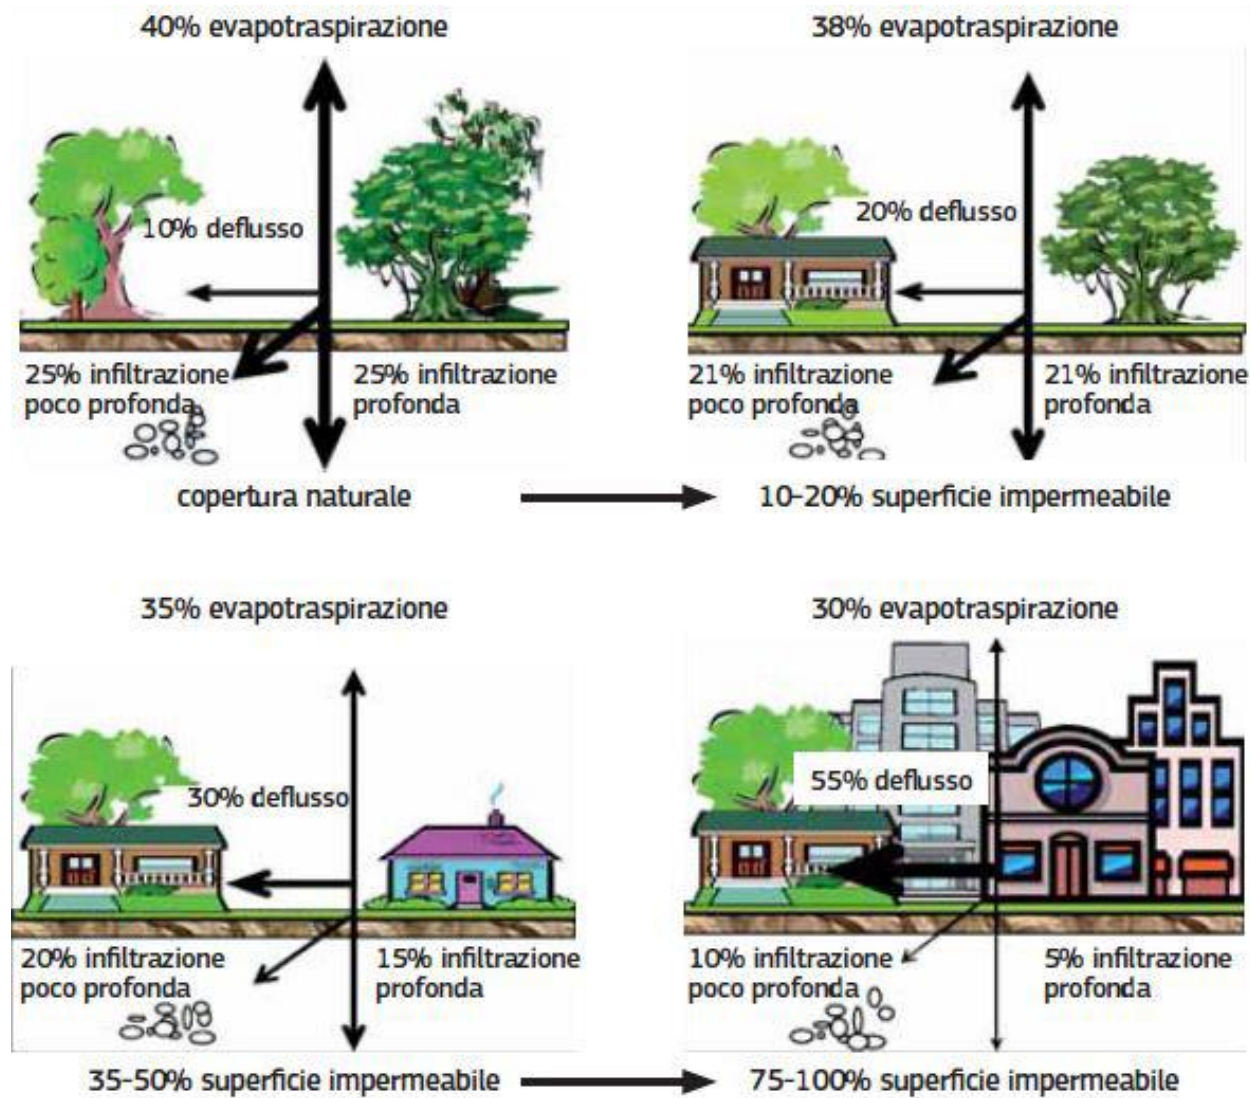 40% evapotraspirazione
38% evapotraspirazione
10% deflusso
20% deflusso
25% infiltrazione
poco profonda
25% infiltrazione
profonda
21% infiltrazione
poco profonda
21% infiltrazione
profonda
copertura naturale
10-20% superficie impermeabile
35% evapotraspirazione
30% evapotraspirazione
30% deflusso
55% deflusso
20% infiltrazione
poco profonda
15% infiltrazione
profonda
10% infiltrazione
poco profonda
5% infiltrazione
profonda
35-50% superficie impermeabile
75-100% superficie impermeabile